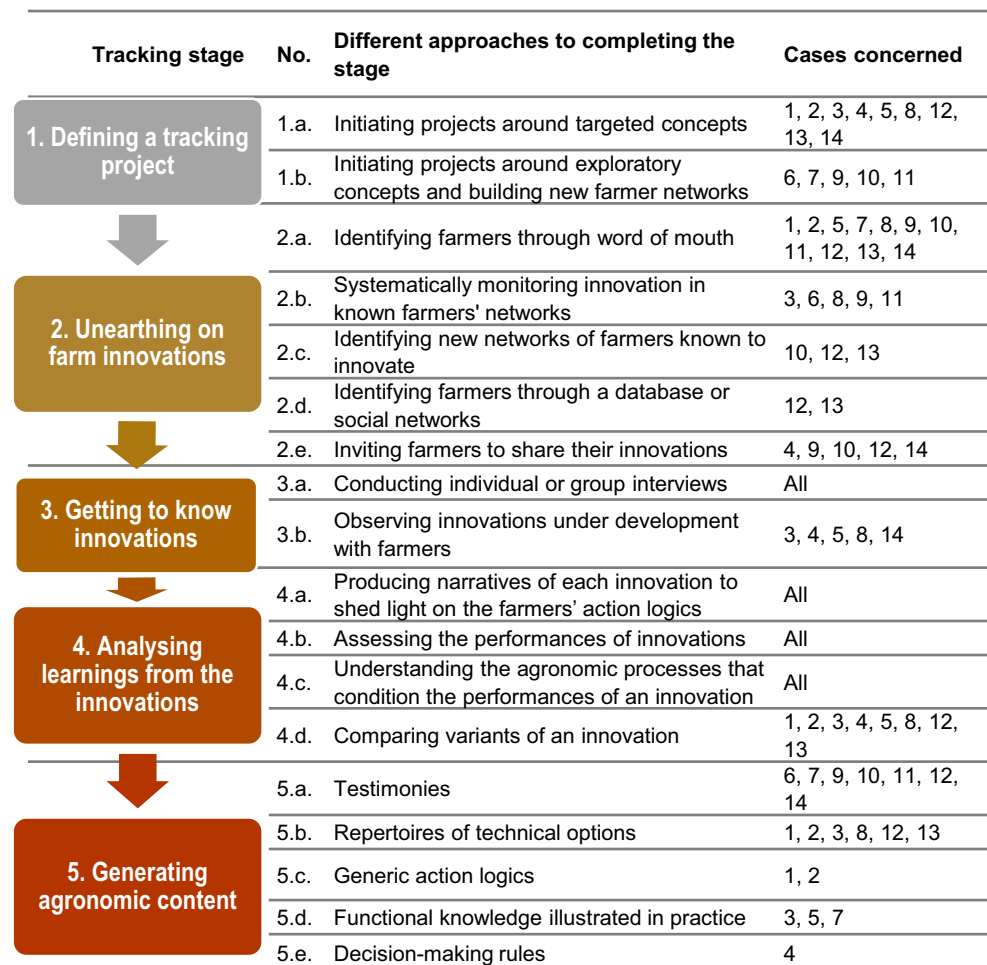 Tracking stage No. Different approaches to completing the stage Cases concerned
1. Defining a tracking project
1.a. Initiating projects around targeted concepts 1, 2, 3, 4, 5, 8, 12, 13, 14
1.b. Initiating projects around exploratory concepts and building new farmer networks 6, 7, 9, 10, 11
2. Unearthing on farm innovations
2.a. Identifying farmers through word of mouth 1, 2, 5, 7, 8, 9, 10, 11, 12, 13, 14
2.b. Systematically monitoring innovation in known farmers' networks 3, 6, 8, 9, 11
2.c. Identifying new networks of farmers known to innovate 10, 12, 13
2.d. Identifying farmers through a database or social networks 12, 13
2.e. Inviting farmers to share their innovations 4, 9, 10, 12, 14
3. Getting to know innovations
3.a. Conducting individual or group interviews All
3.b. Observing innovations under development with farmers 3, 4, 5, 8, 14
4. Analysing learnings from the innovations
4.a. Producing narratives of each innovation to shed light on the farmers’ action logics All
4.b. Assessing the performances of innovations All
4.c. Understanding the agronomic processes that condition the performances of an innovation All
4.d. Comparing variants of an innovation 1, 2, 3, 4, 5, 8, 12, 13
5. Generating agronomic content
5.a. Testimonies 6, 7, 9, 10, 11, 12, 14
5.b. Repertoires of technical options 1, 2, 3, 8, 12, 13
5.c. Generic action logics 1, 2
5.d. Functional knowledge illustrated in practice 3, 5, 7
5.e. Decision-making rules 4